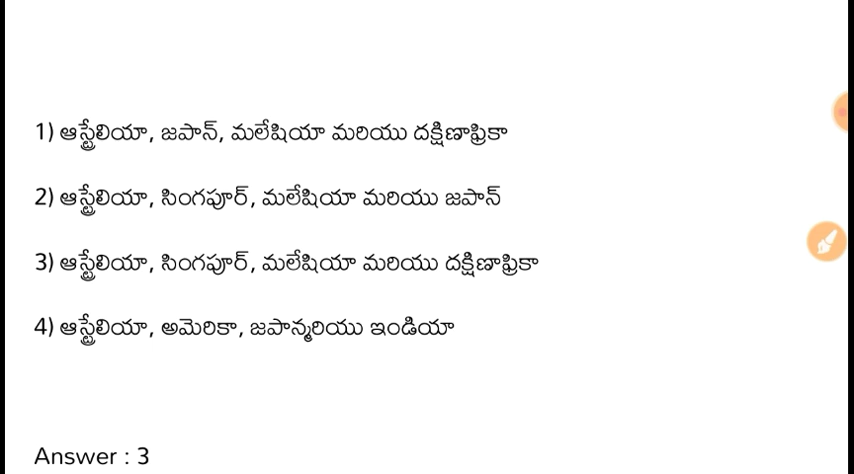 1) ఆస్ట్రేలియా, జపాన్, మలేషియా మరియు దక్షిణాఫ్రికా
2) ఆస్ట్రేలియా, సింగపూర్, మలేషియా మరియు జపాన్
3) ఆస్ట్రేలియా, సింగపూర్, మలేషియా మరియు దక్షిణాఫ్రికా
4) ఆస్ట్రేలియా, అమెరికా, జపాన్మరియు ఇండియా
Answer : 3